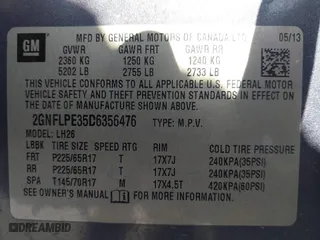 GM
MFD BY GENERAL MOTORS OF CANADA LTD 05/13
GVWR GAWR FRT GAWR RR
2360 KG 1250 KG 1240 KG
5202 LB 2755 LB 2733 LB
THIS VEHICLE CONFORMS TO ALL APPLICABLE U.S. FEDERAL
MOTOR VEHICLE SAFETY AND THEFT PREVENTION STANDARDS
IN EFFECT ON THE DATE OF MANUFACTURE SHOWN ABOVE.
2GNFLPE35D6356476 TYPE: M.P.V.
MODEL: LH26
LBBK TIRE SIZE SPEED RTG RIM COLD TIRE PRESSURE
FRT P225/65R17 T 17X7J 240KPA(35PSI)
RR P225/65R17 T 17X7J 240KPA(35PSI)
SPA T145/70R17 M 17X4.5T 420KPA(60PSI)
SEE OWNER'S MANUAL FOR ADDITIONAL INFORMATION.
© DREAMBID